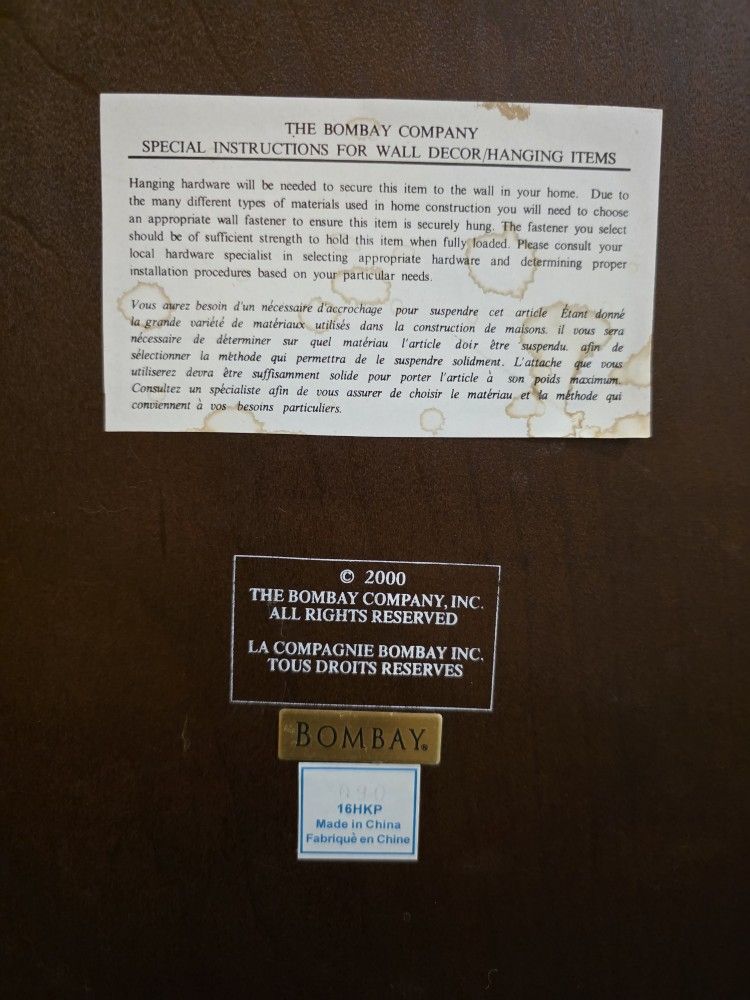 THE BOMBAY COMPANY
SPECIAL INSTRUCTIONS FOR WALL DECOR/HANGING ITEMS
Hanging hardware will be needed to secure this item to the wall in your home. Due to
the many different types of materials used in home construction you will need to choose
an appropriate wall fastener to ensure this item is securely hung. The fastener you select
should be of sufficient strength to hold this item when fully loaded. Please consult your
local hardware specialist in selecting appropriate hardware and determining proper
installation procedures based on your particular needs.
Vous aurez besoin d'un nécessaire d'accrochage pour suspendre cet article Étant donné
la grande variété de matériaux utilisés dans la construction de maisons. il vous sera
nécessaire de déterminer sur quel matériau l'article doir être suspendu. afin de
sélectionner la méthode qui permettra de le suspendre solidment. L'attache que vous
utiliserez devra être suffisamment solide pour porter l'article à son poids maximum.
Consultez un spécialiste afin de vous assurer de choisir le matériau et la méthode qui
conviennent à vos besoins particuliers.
© 2000
THE BOMBAY COMPANY, INC.
ALL RIGHTS RESERVED
LA COMPAGNIE BOMBAY INC.
TOUS DROITS RESERVES
BOMBAY®
16HKP
Made in China
Fabriquè en Chine